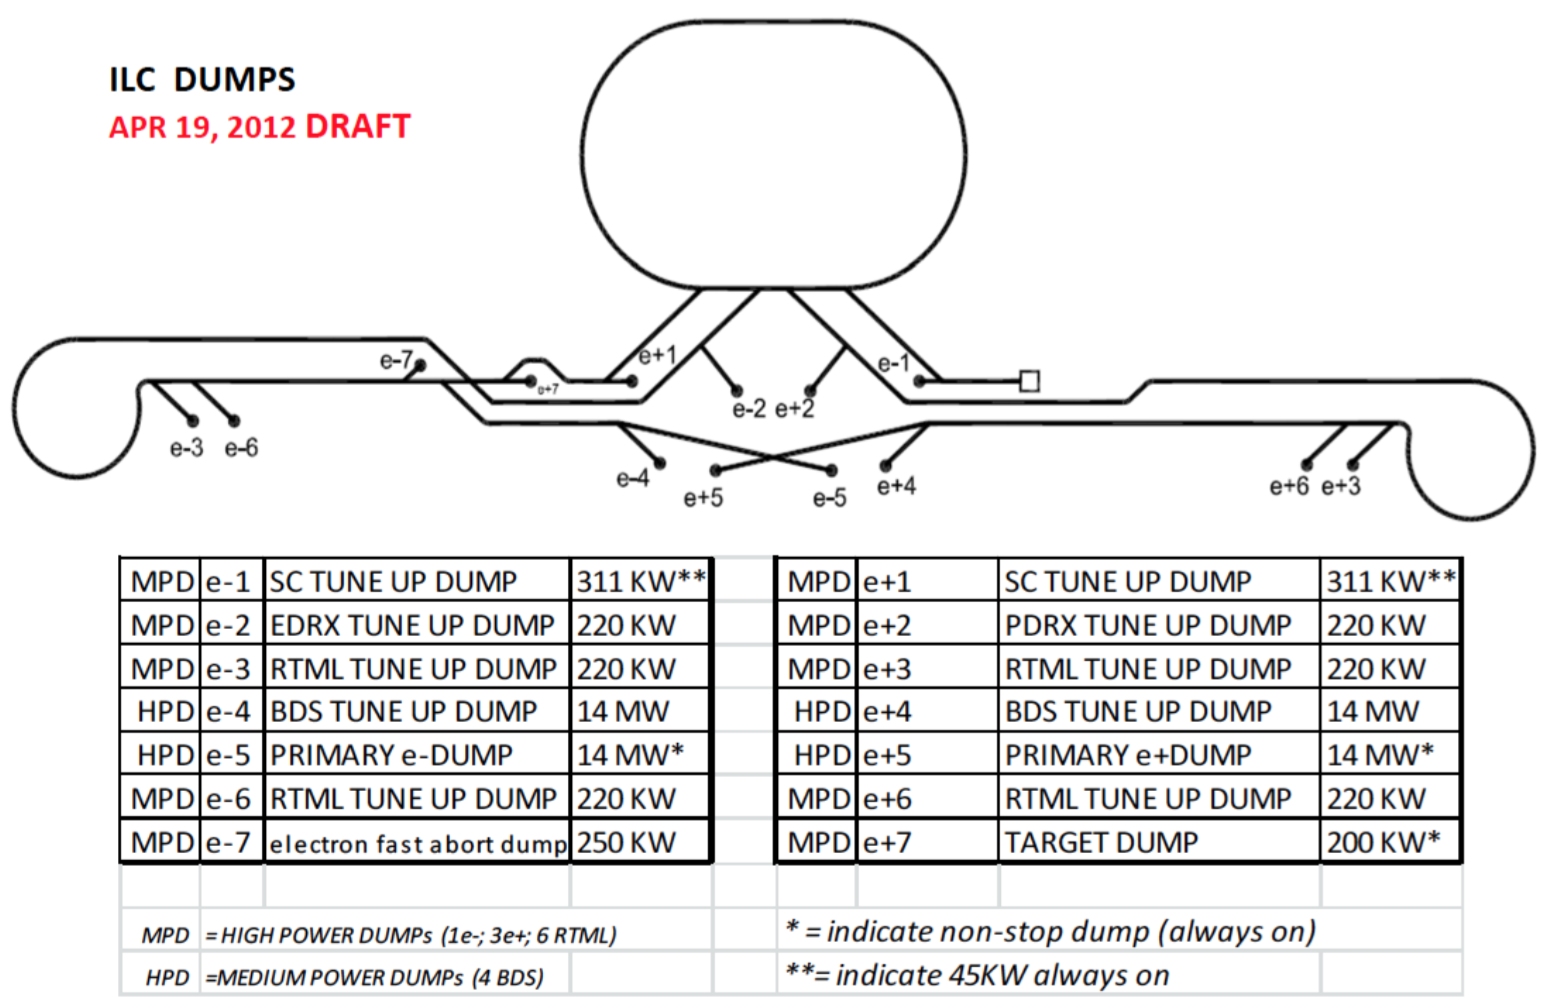 ILC DUMPS
APR 19, 2012 DRAFT
e-7
e+1
e+7
e-1
e-2 e+2
e-3 e-6
e-4
e+5
e-5
e+4
e+6 e+3
MPD e-1 SC TUNE UP DUMP 311 KW** MPD e+1 SC TUNE UP DUMP 311 KW**
MPD e-2 EDRX TUNE UP DUMP 220 KW MPD e+2 PDRX TUNE UP DUMP 220 KW
MPD e-3 RTML TUNE UP DUMP 220 KW MPD e+3 RTML TUNE UP DUMP 220 KW
HPD e-4 BDS TUNE UP DUMP 14 MW HPD e+4 BDS TUNE UP DUMP 14 MW
HPD e-5 PRIMARY e-DUMP 14 MW* HPD e+5 PRIMARY e+DUMP 14 MW*
MPD e-6 RTML TUNE UP DUMP 220 KW MPD e+6 RTML TUNE UP DUMP 220 KW
MPD e-7 electron fast abort dump 250 KW MPD e+7 TARGET DUMP 200 KW*
MPD =HIGH POWER DUMPs (1e-; 3e+; 6 RTML) * = indicate non-stop dump (always on)
HPD =MEDIUM POWER DUMPs (4 BDS) **= indicate 45KW always on